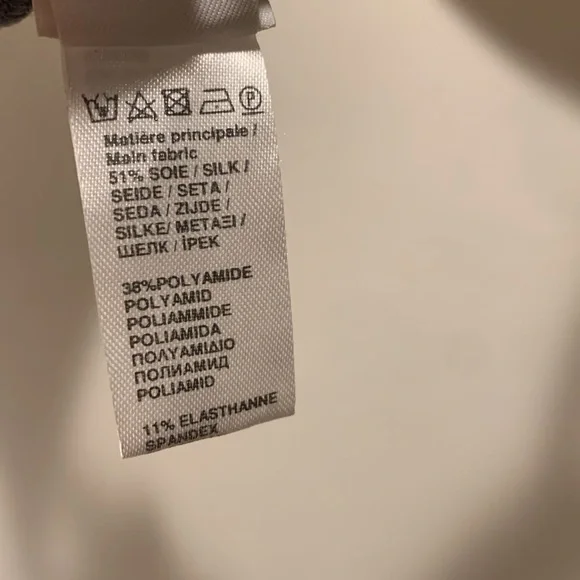 Matière principale /
Main fabric
51% SOIE / SILK /
SEIDE / SETA /
SEDA / ZIJDE /
SILKE/ ΜΕΤΑΞΙ /
ШЕЛК / İPEK
38%POLYAMIDE
POLYAMID
POLIAMMIDE
POLIAMIDA
ΠΟΛΥΑΜΙΔΙΟ
ПОЛИАМИД
POLIAMID
11% ELASTHANNE
SPANDEX